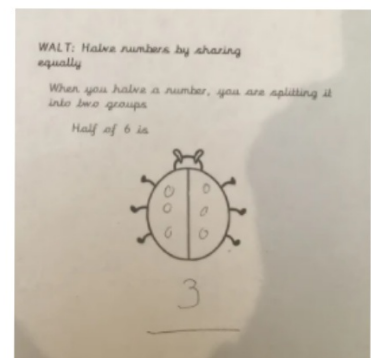 WALT: Halve numbers by sharing
equally
When you halve a number, you are splitting it
into two groups
Half of 6 is
3